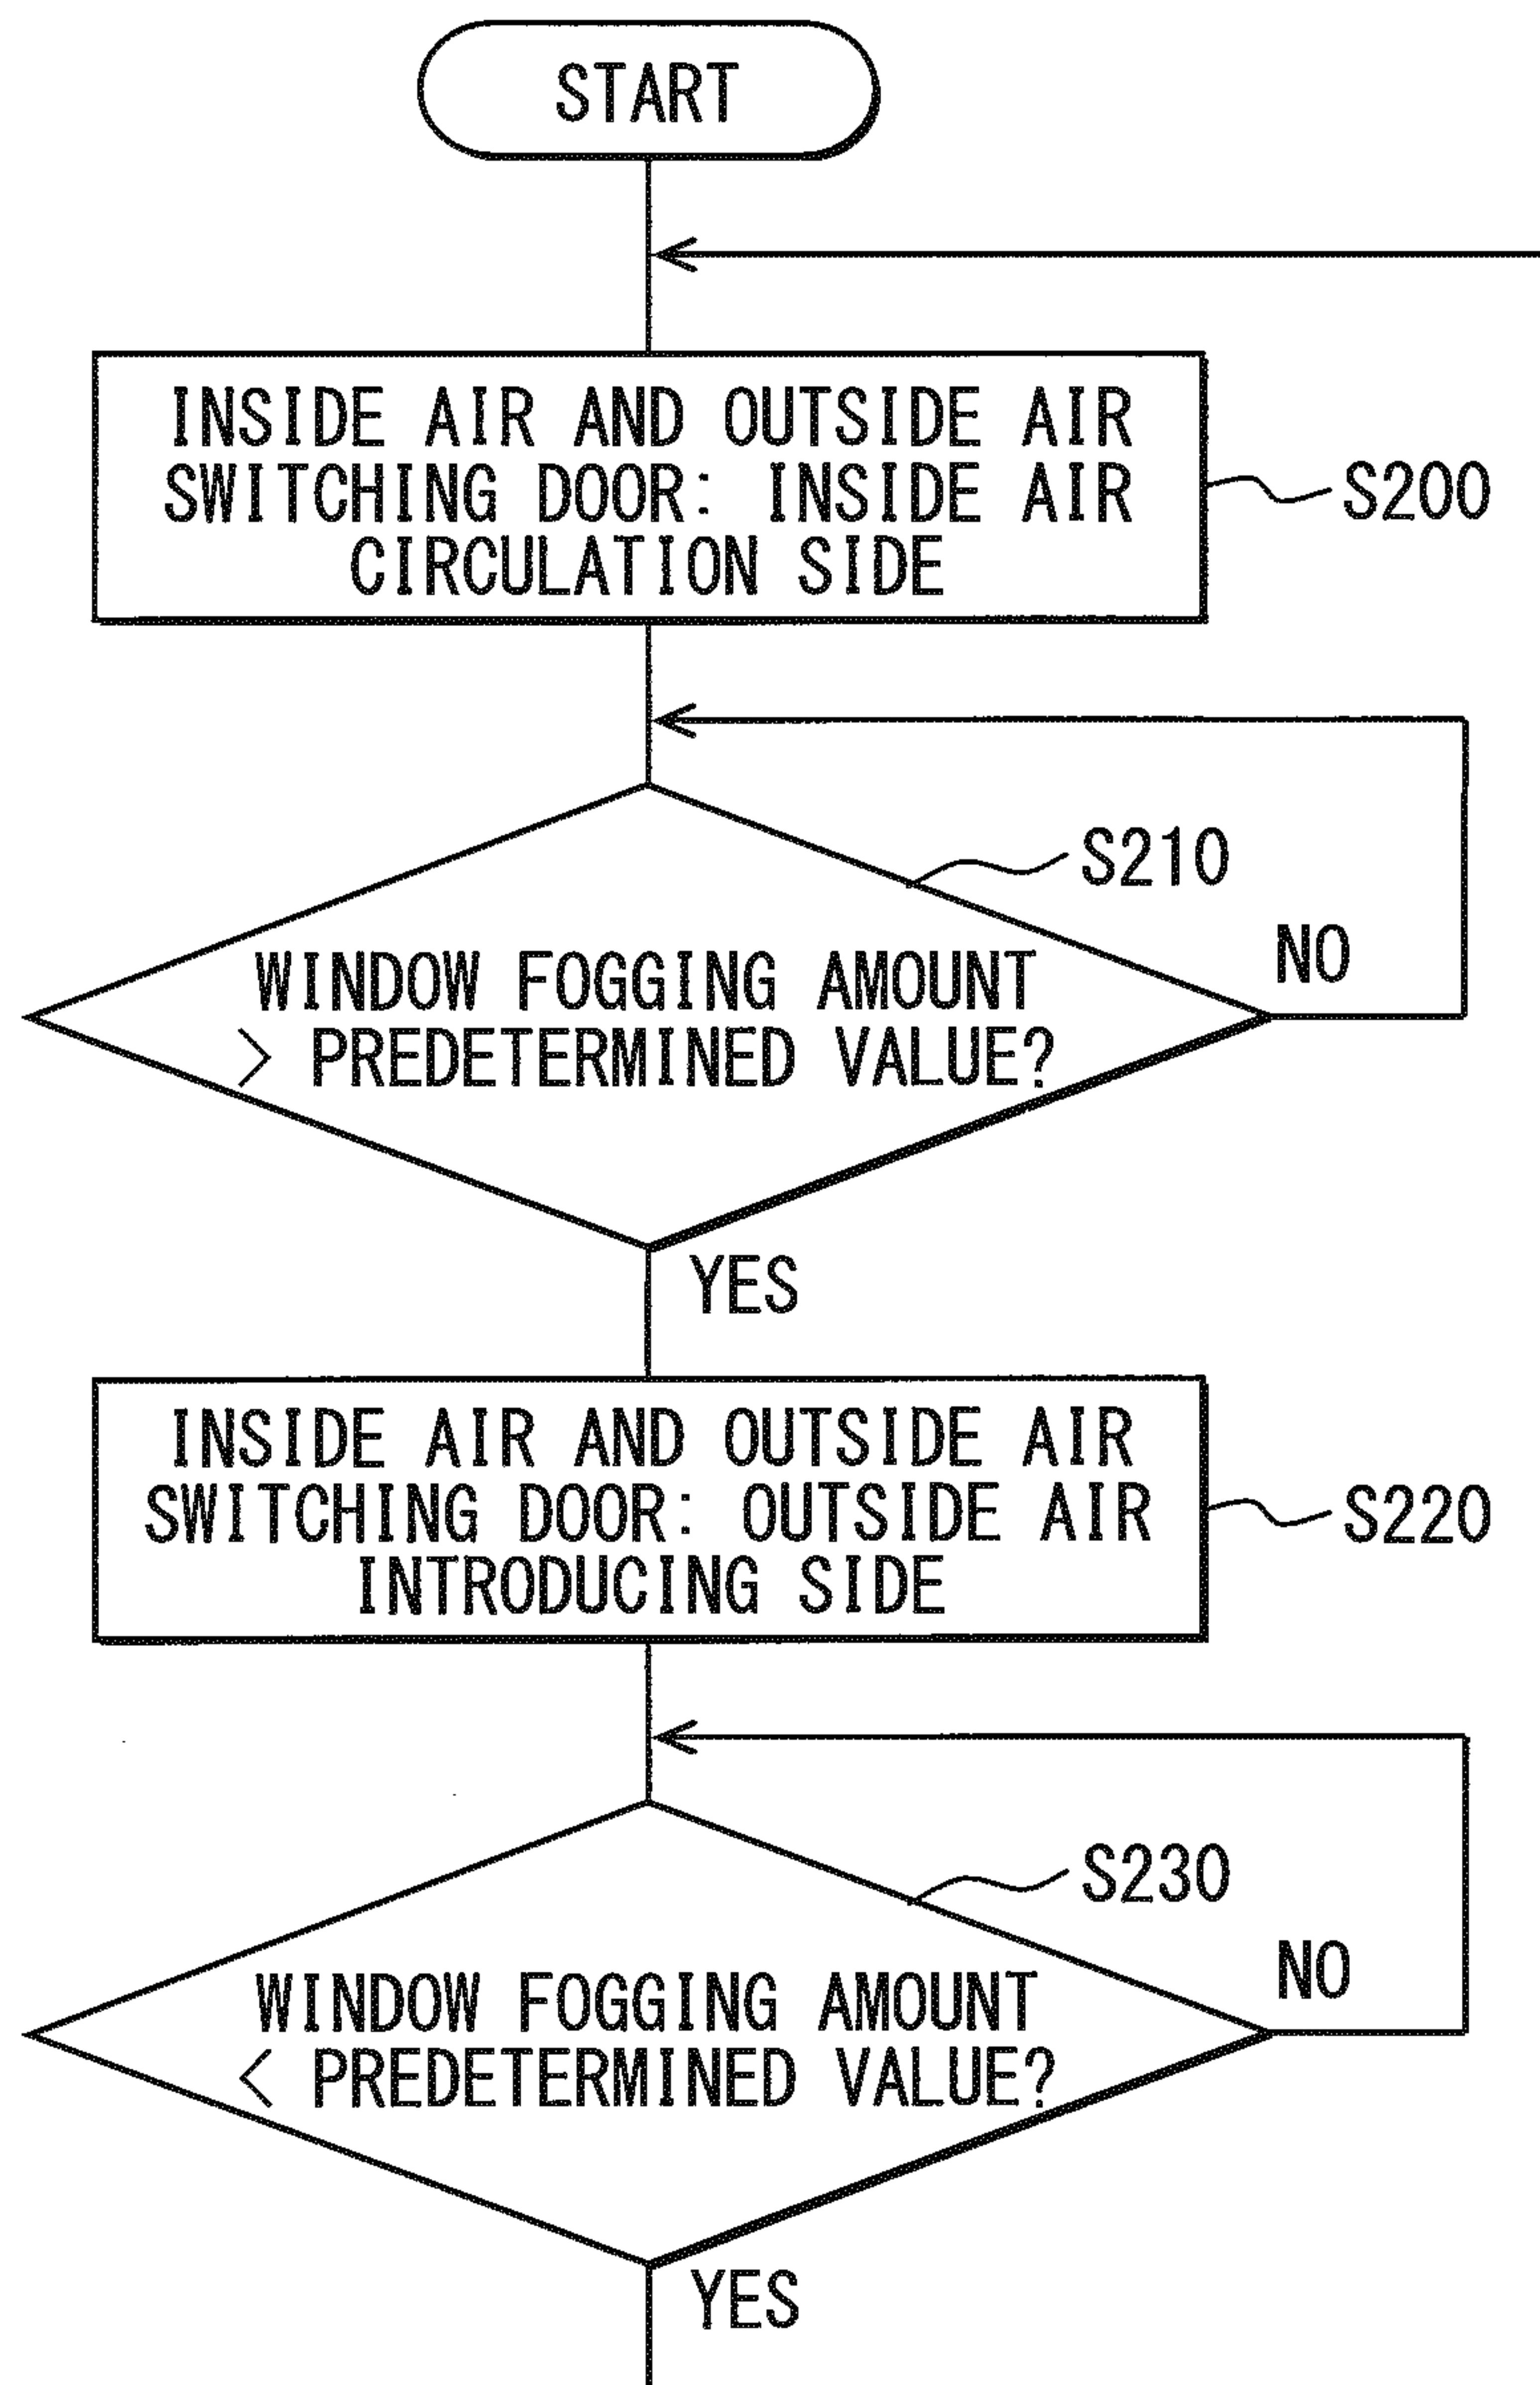 START
INSIDE AIR AND OUTSIDE AIR
SWITCHING DOOR: INSIDE AIR
CIRCULATION SIDE
S200
S210
NO
WINDOW FOGGING AMOUNT
> PREDETERMINED VALUE?
YES
INSIDE AIR AND OUTSIDE AIR
SWITCHING DOOR: OUTSIDE AIR
INTRODUCING SIDE
S220
S230
NO
WINDOW FOGGING AMOUNT
< PREDETERMINED VALUE?
YES